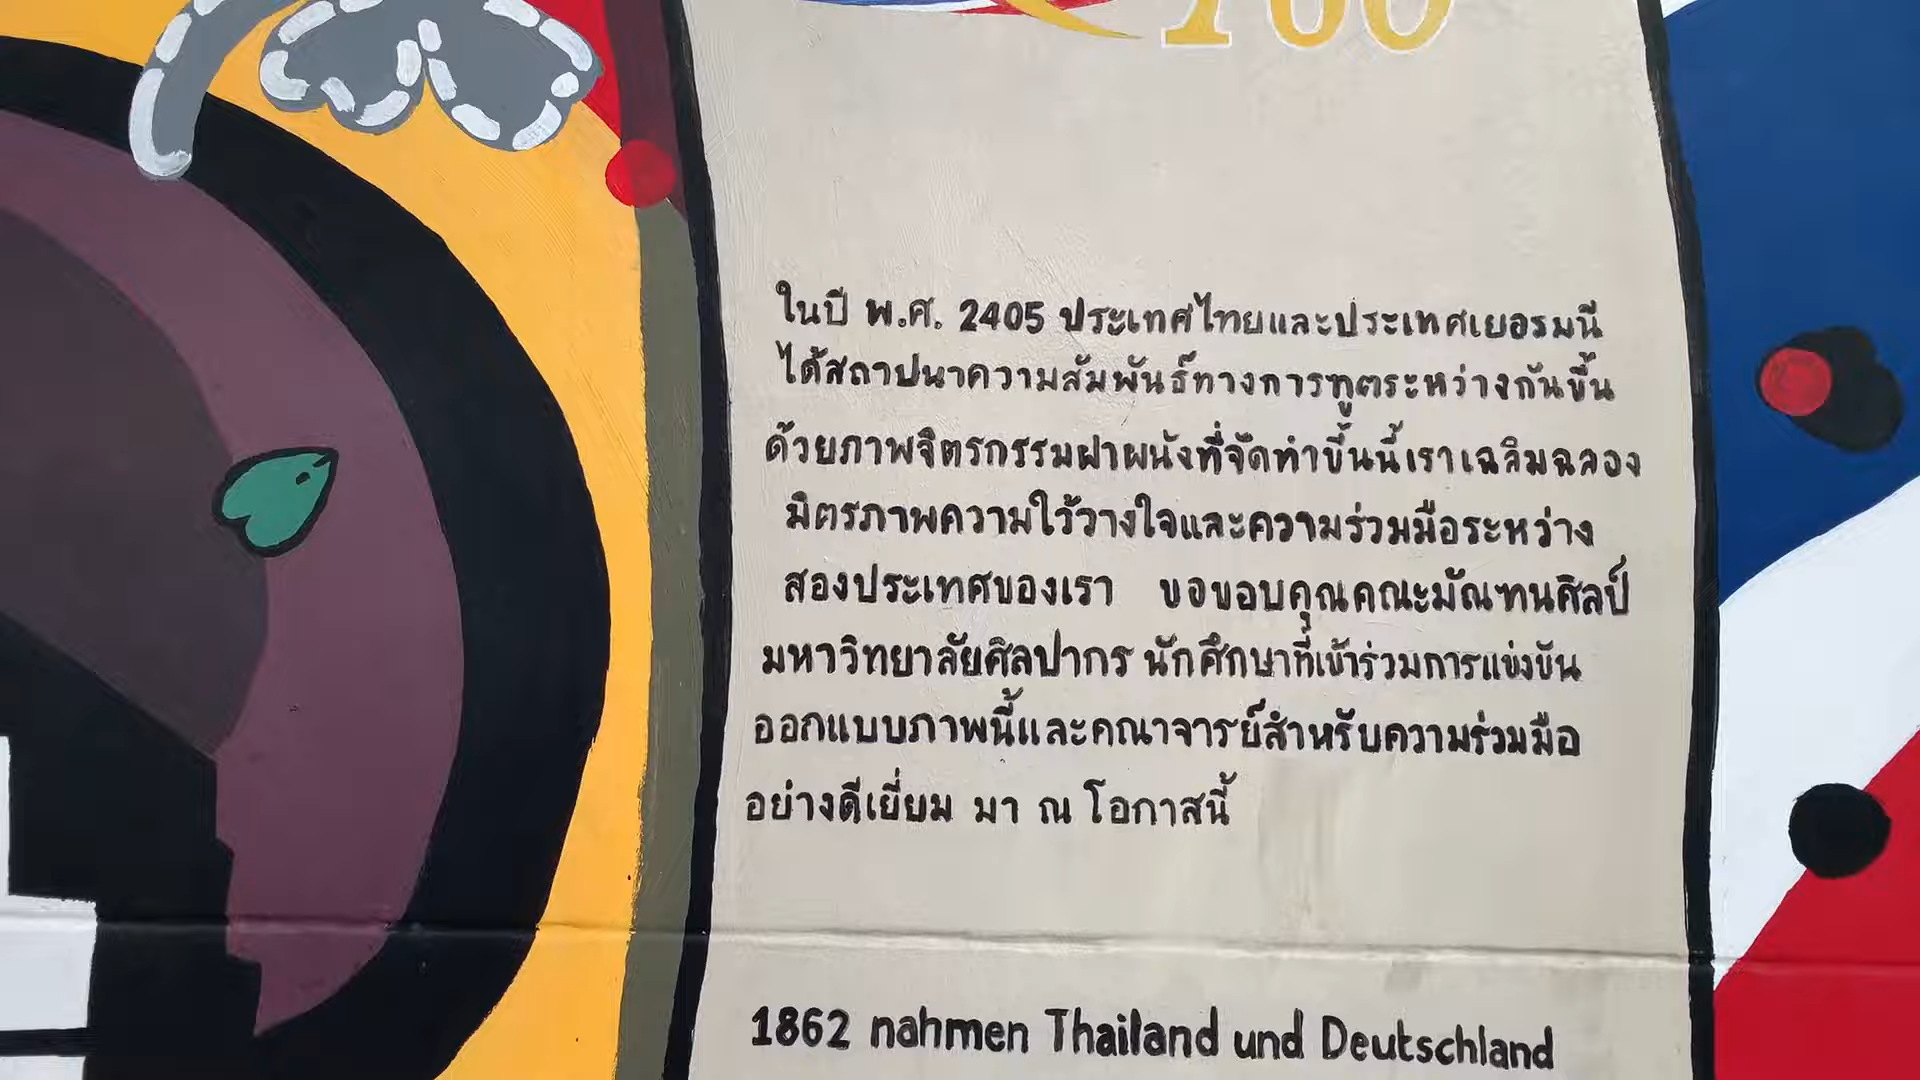 160
ในปี พ.ศ. 2405 ประเทศไทยและประเทศเยอรมนี
ได้สถาปนาความสัมพันธ์ทางการทูตระหว่างกันขึ้น
ด้วยภาพจิตรกรรมฝาผนังที่จัดทำขึ้นนี้เราเฉลิมฉลอง
มิตรภาพความไว้วางใจและความร่วมมือระหว่าง
สองประเทศของเรา ขอขอบคุณคณะมัณฑนศิลป์
มหาวิทยาลัยศิลปากร นักศึกษาที่เข้าร่วมการแข่งขัน
ออกแบบภาพนี้และคณาจารย์สำหรับความร่วมมือ
อย่างดีเยี่ยม มา ณ โอกาสนี้
1862 nahmen Thailand und Deutschland